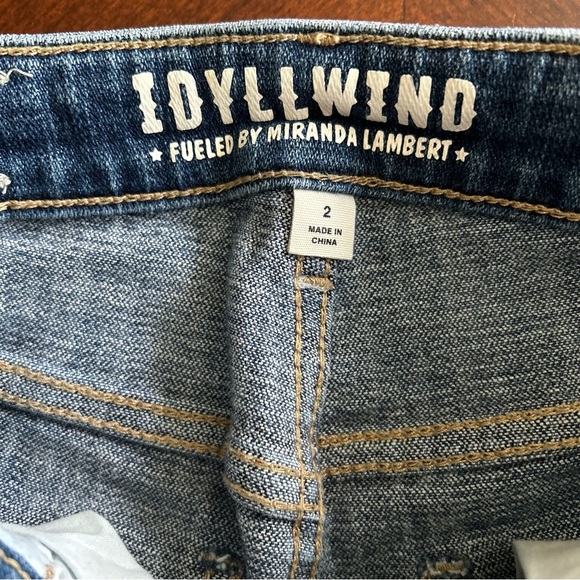 IDYLLWIND
★ FUELED BY MIRANDA LAMBERT ★
2
MADE IN
CHINA